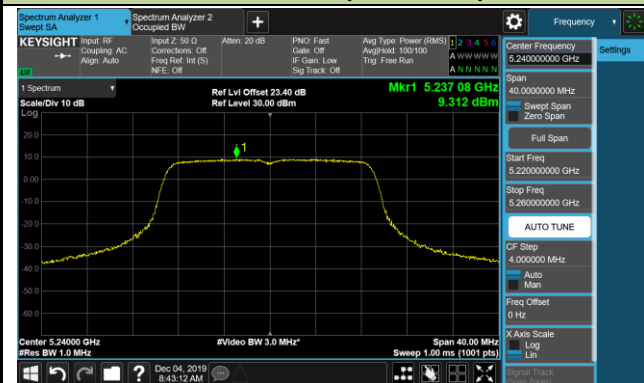 Spectrum Analyzer 1
Swept SA
Spectrum Analyzer 2
Occupied BW
+
Frequency
KEYSIGHT
Input: RF
Coupling: AC
Align: Auto
Input Z: 50 Ω
Corrections: Off
Freq Ref: Int (S)
NFE: Off
Atten: 20 dB
PNO: Fast
Gate: Off
IF Gain: Low
Sig Track: Off
Avg Type: Power (RMS)
Avg|Hold: 100/100
Trig: Free Run
1 2 3 4 5 6
A W W W W W
A N N N N N
LXI
Center Frequency
5.240000000 GHz
Settings
Span
40.0000000 MHz
Swept Span
Zero Span
Full Span
Start Freq
5.220000000 GHz
Stop Freq
5.260000000 GHz
AUTO TUNE
CF Step
4.000000 MHz
Auto
Man
Freq Offset
0 Hz
X Axis Scale
Log
Lin
Signal Track
(Span Zoom)
1 Spectrum
Scale/Div 10 dB
Log
Ref Lvl Offset 23.40 dB
Ref Level 30.00 dBm
Mkr1 5.237 08 GHz
9.312 dBm
1
20.0
10.0
0.00
-10.0
-20.0
-30.0
-40.0
-50.0
-60.0
Center 5.24000 GHz
#Res BW 1.0 MHz
#Video BW 3.0 MHz*
Span 40.00 MHz
Sweep 1.00 ms (1001 pts)
?
Dec 04, 2019
8:43:12 AM